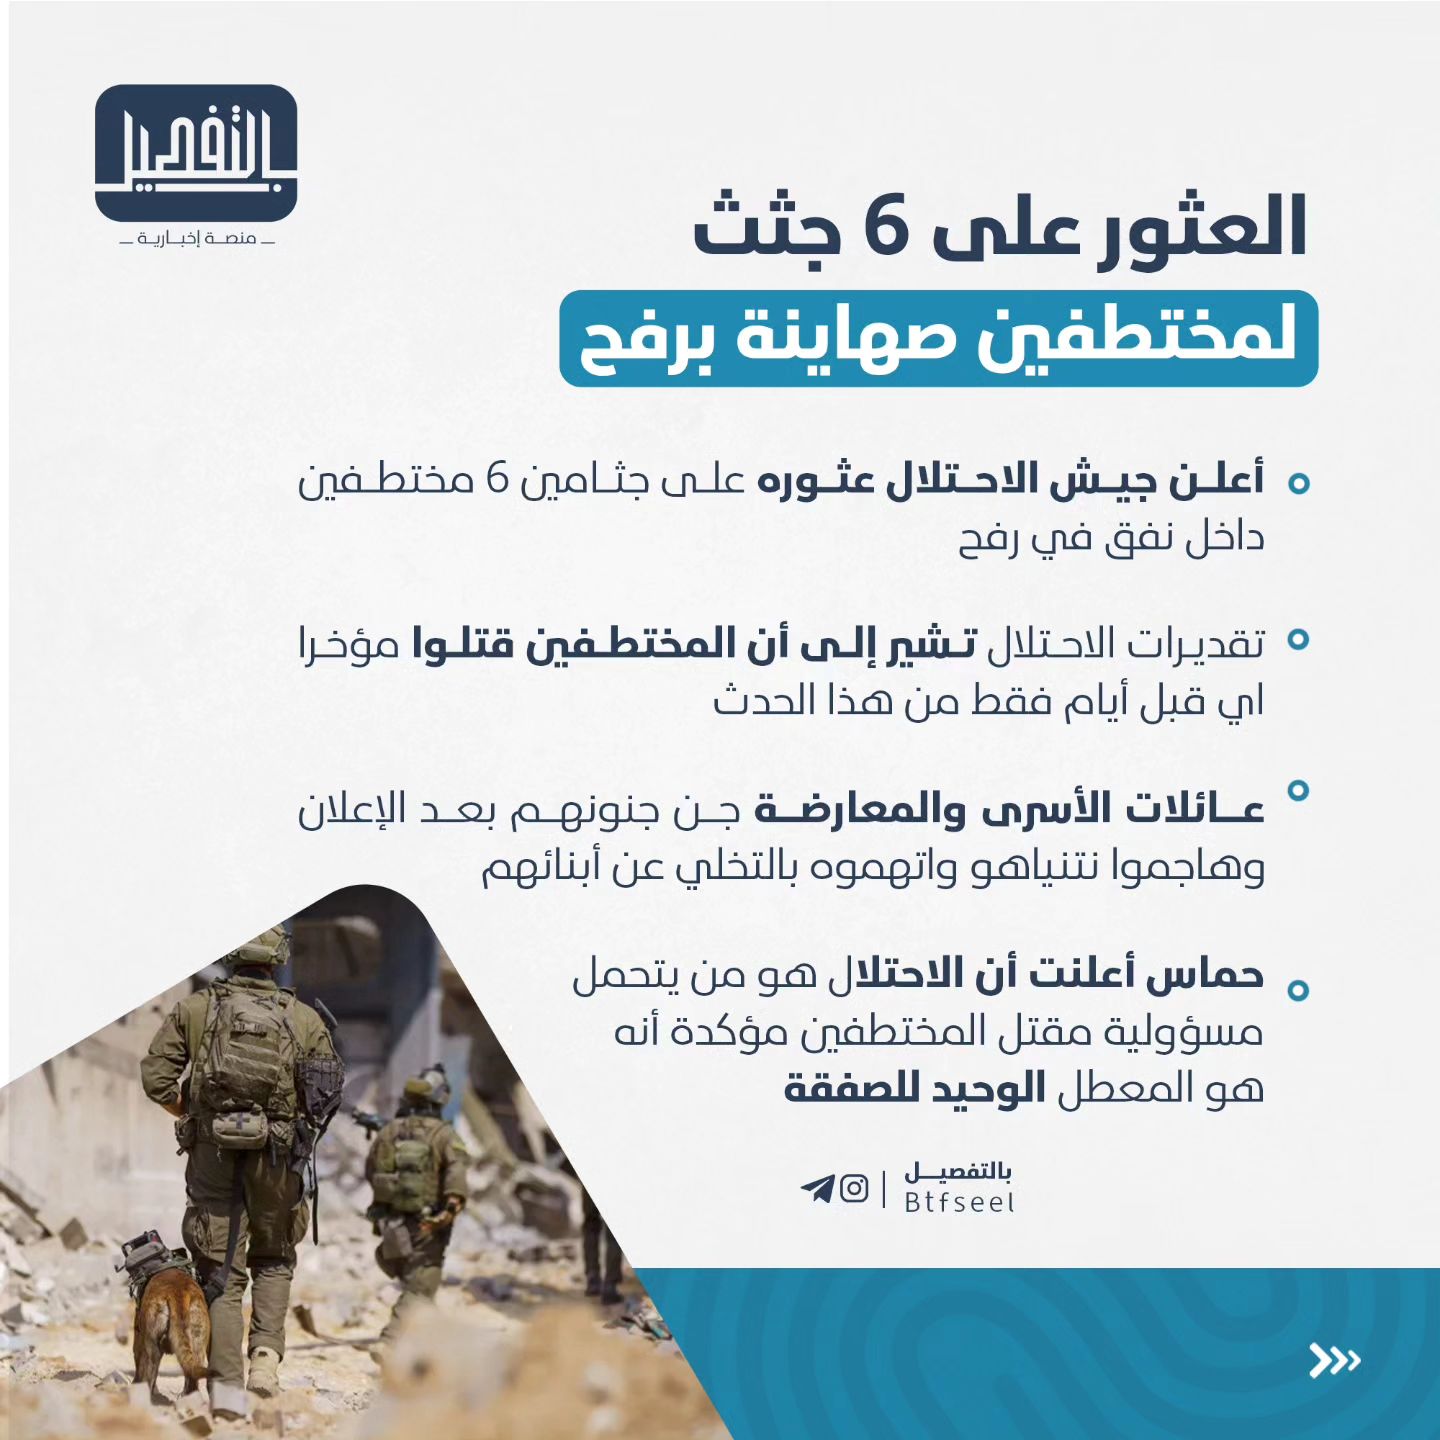 بالتفصيل
منصة إخبارية
العثور على 6 جثث
لمختطفين صهاينة برفح
أعلن جيش الاحتلال عثوره على جثامين 6 مختطفين
داخل نفق في رفح
تقديرات الاحتلال تشير إلى أن المختطفين قتلوا مؤخرا
اي قبل أيام فقط من هذا الحدث
عائلات الأسرى والمعارضة جن جنونهم بعد الإعلان
وهاجموا نتنياهو واتهموه بالتخلي عن أبنائهم
حماس أعلنت أن الاحتلال هو من يتحمل
مسؤولية مقتل المختطفين مؤكدة أنه
هو المعطل الوحيد للصفقة
بالتفصيل
Btfseel